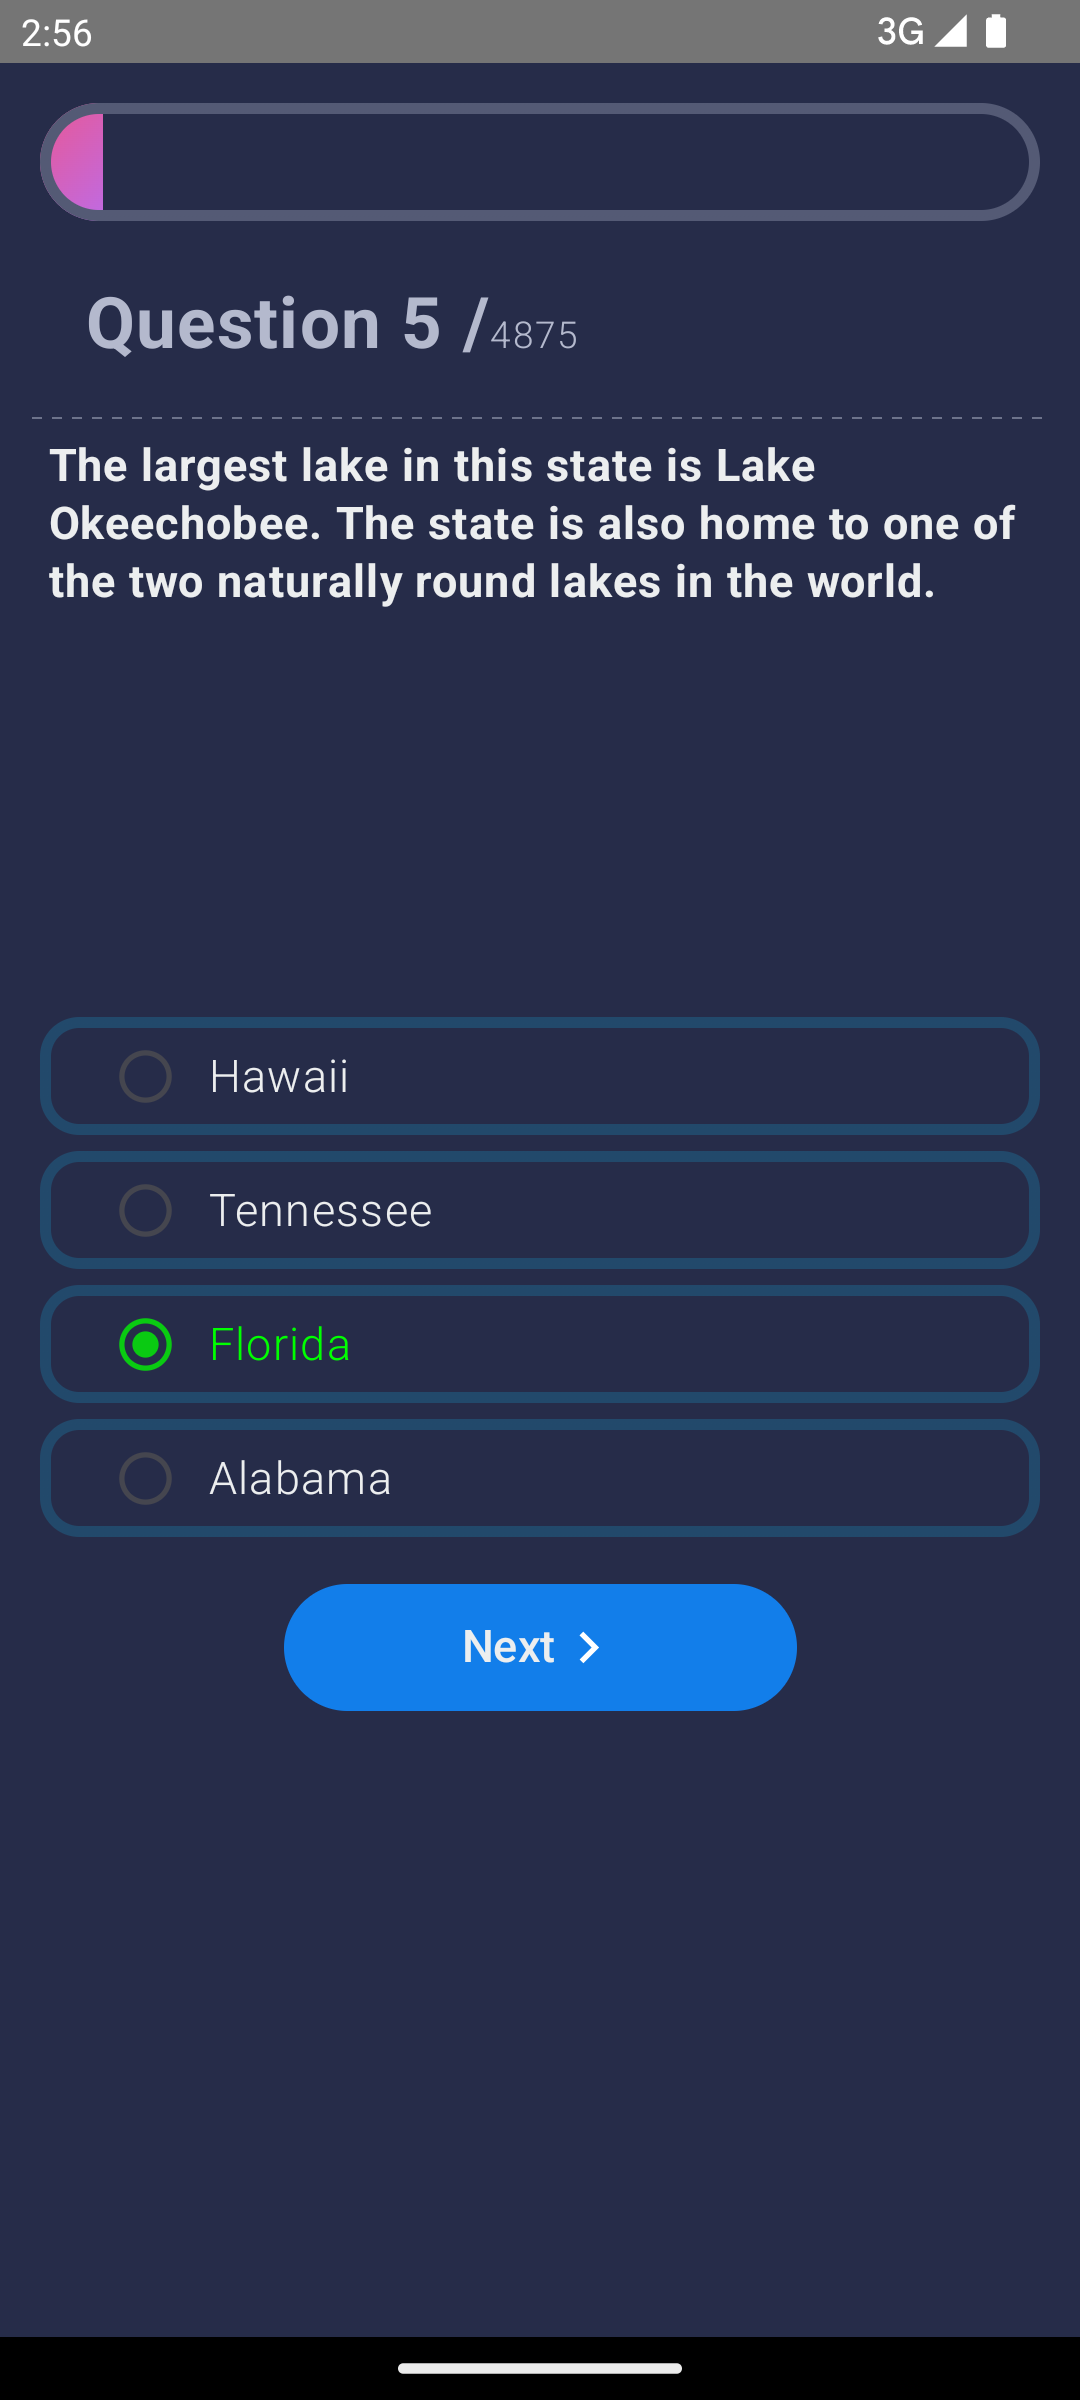 2:56
3G
Question 5 /4875
The largest lake in this state is Lake
Okeechobee. The state is also home to one of
the two naturally round lakes in the world.
Hawaii
Tennessee
Florida
Alabama
Next